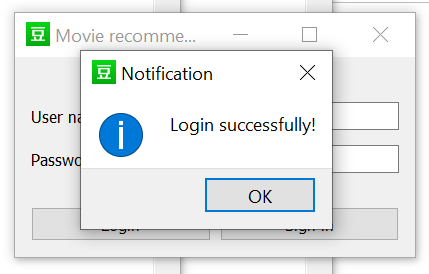 豆 Movie recomme...
豆 Notification
User na
Login successfully!
Passwo
OK